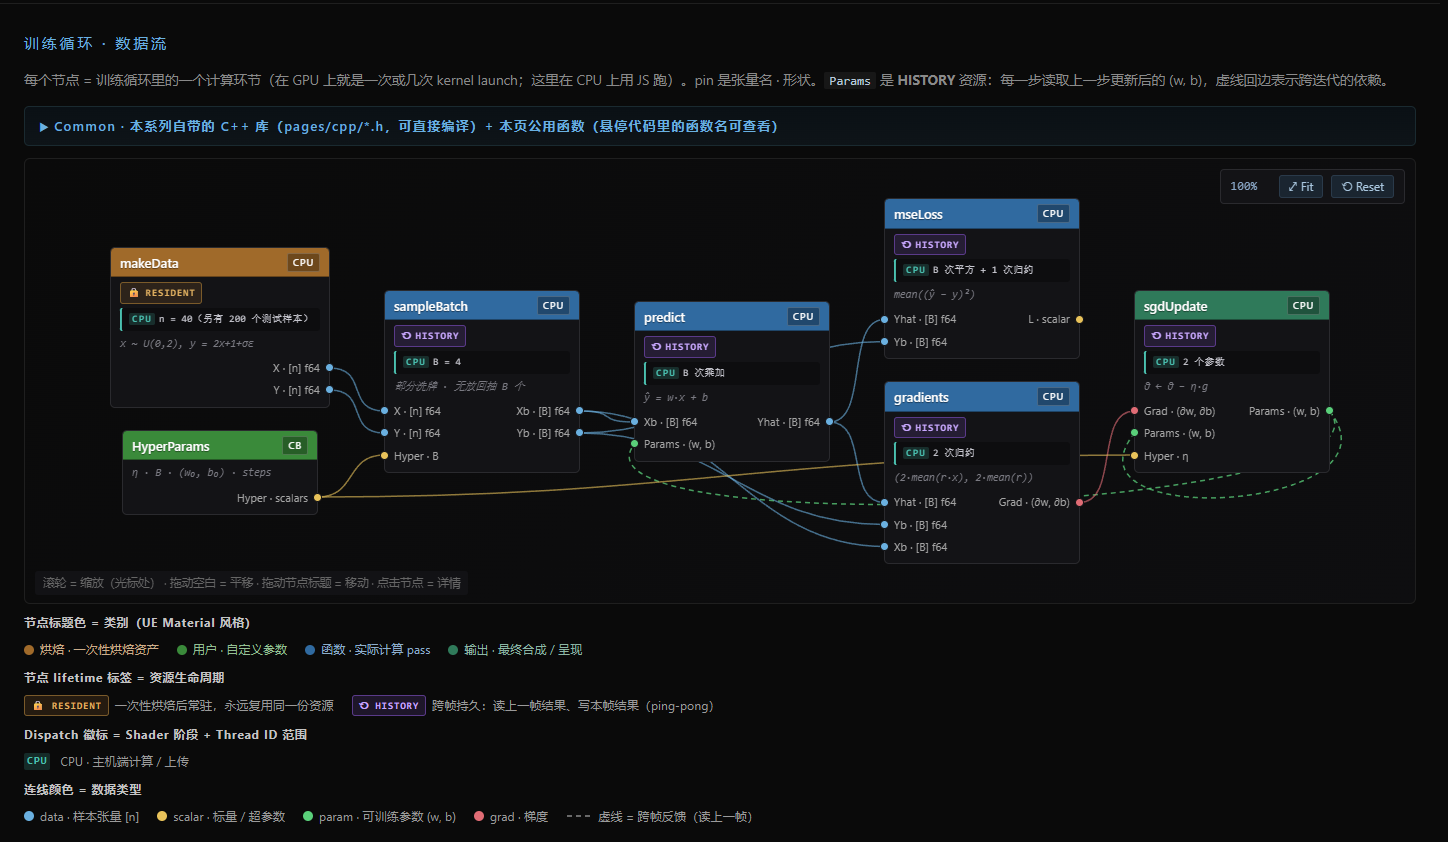 训练循环 · 数据流
每个节点 = 训练循环里的一个计算环节（在 GPU 上就是一次或几次 kernel launch；这里在 CPU 上用 JS 跑）。pin 是张量名 · 形状。Params 是 HISTORY 资源：每一步读取上一步更新后的 (w, b)，虚线回边表示跨迭代的依赖。
▶ Common · 本系列自带的 C++ 库（pages/cpp/*.h，可直接编译）+ 本页公用函数（悬停代码里的函数名可查看）
100%
⤢ Fit
⟲ Reset
makeData
CPU
RESIDENT
CPU n = 40（另有 200 个测试样本）
x ~ U(0,2), y = 2x+1+σε
X · [n] f64
Y · [n] f64
HyperParams
CB
η · B · (w₀, b₀) · steps
Hyper · scalars
sampleBatch
CPU
HISTORY
CPU B = 4
部分洗牌 · 无放回抽 B 个
X · [n] f64
Xb · [B] f64
Y · [n] f64
Yb · [B] f64
Hyper · B
predict
CPU
HISTORY
CPU B 次乘加
ŷ = w·x + b
Xb · [B] f64
Yhat · [B] f64
Params · (w, b)
mseLoss
CPU
HISTORY
CPU B 次平方 + 1 次归约
mean((ŷ − y)²)
Yhat · [B] f64
L · scalar
Yb · [B] f64
gradients
CPU
HISTORY
CPU 2 次归约
(2·mean(r·x), 2·mean(r))
Yhat · [B] f64
Grad · (∂w, ∂b)
Yb · [B] f64
Xb · [B] f64
sgdUpdate
CPU
HISTORY
CPU 2 个参数
θ ← θ − η·g
Grad · (∂w, ∂b)
Params · (w, b)
Params · (w, b)
Hyper · η
滚轮 = 缩放（光标处） · 拖动空白 = 平移 · 拖动节点标题 = 移动 · 点击节点 = 详情
节点标题色 = 类别（UE Material 风格）
烘焙 · 一次性烘焙资产
用户 · 自定义参数
函数 · 实际计算 pass
输出 · 最终合成 / 呈现
节点 lifetime 标签 = 资源生命周期
RESIDENT 一次性烘焙后常驻，永远复用同一份资源
HISTORY 跨帧持久：读上一帧结果、写本帧结果（ping-pong）
Dispatch 徽标 = Shader 阶段 + Thread ID 范围
CPU CPU · 主机端计算 / 上传
连线颜色 = 数据类型
data · 样本张量 [n]
scalar · 标量 / 超参数
param · 可训练参数 (w, b)
grad · 梯度
虚线 = 跨帧反馈（读上一帧）